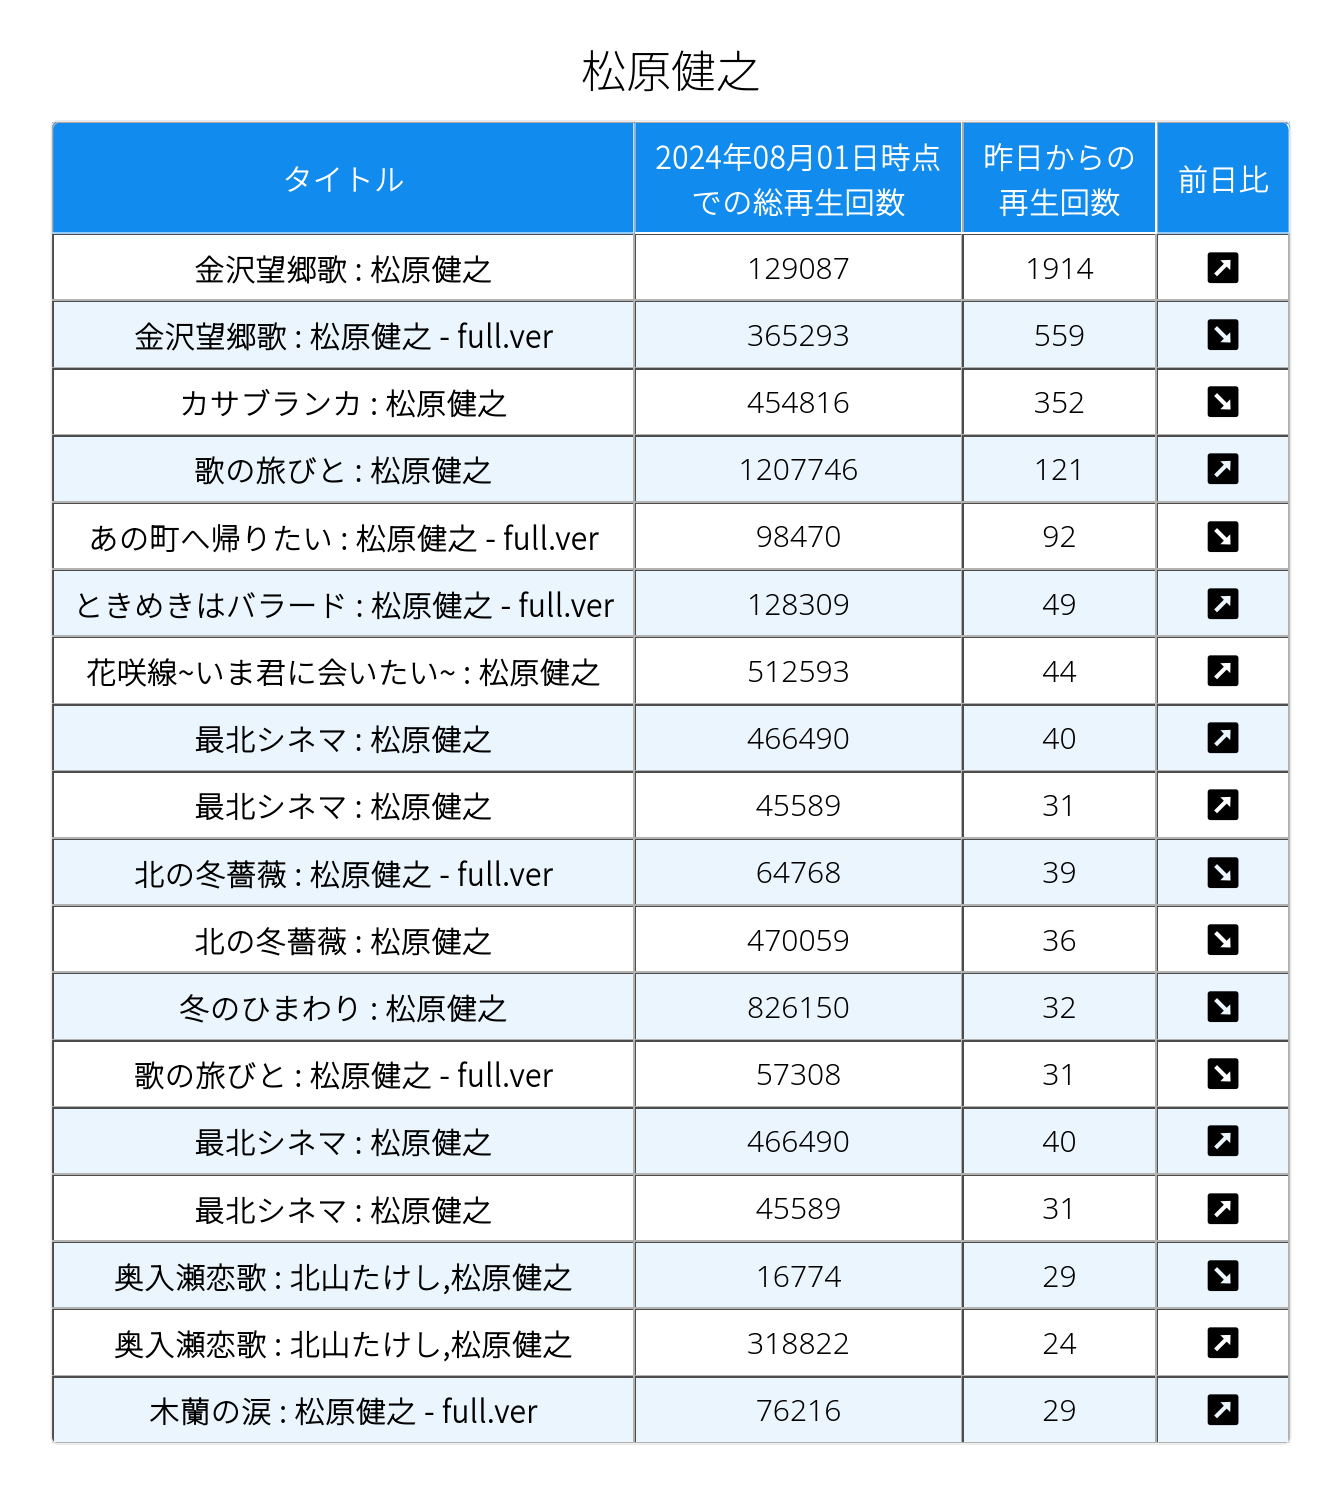 松原健之
タイトル 2024年08月01日時点での総再生回数 昨日からの再生回数 前日比
金沢望郷歌 : 松原健之 129087 1914 ↗
金沢望郷歌 : 松原健之 - full.ver 365293 559 ↘
カサブランカ : 松原健之 454816 352 ↘
歌の旅びと : 松原健之 1207746 121 ↗
あの町へ帰りたい : 松原健之 - full.ver 98470 92 ↘
ときめきはバラード : 松原健之 - full.ver 128309 49 ↗
花咲線~いま君に会いたい~ : 松原健之 512593 44 ↗
最北シネマ : 松原健之 466490 40 ↗
最北シネマ : 松原健之 45589 31 ↗
北の冬薔薇 : 松原健之 - full.ver 64768 39 ↘
北の冬薔薇 : 松原健之 470059 36 ↘
冬のひまわり : 松原健之 826150 32 ↘
歌の旅びと : 松原健之 - full.ver 57308 31 ↘
最北シネマ : 松原健之 466490 40 ↗
最北シネマ : 松原健之 45589 31 ↗
奥入瀬恋歌 : 北山たけし,松原健之 16774 29 ↘
奥入瀬恋歌 : 北山たけし,松原健之 318822 24 ↗
木蘭の涙 : 松原健之 - full.ver 76216 29 ↗